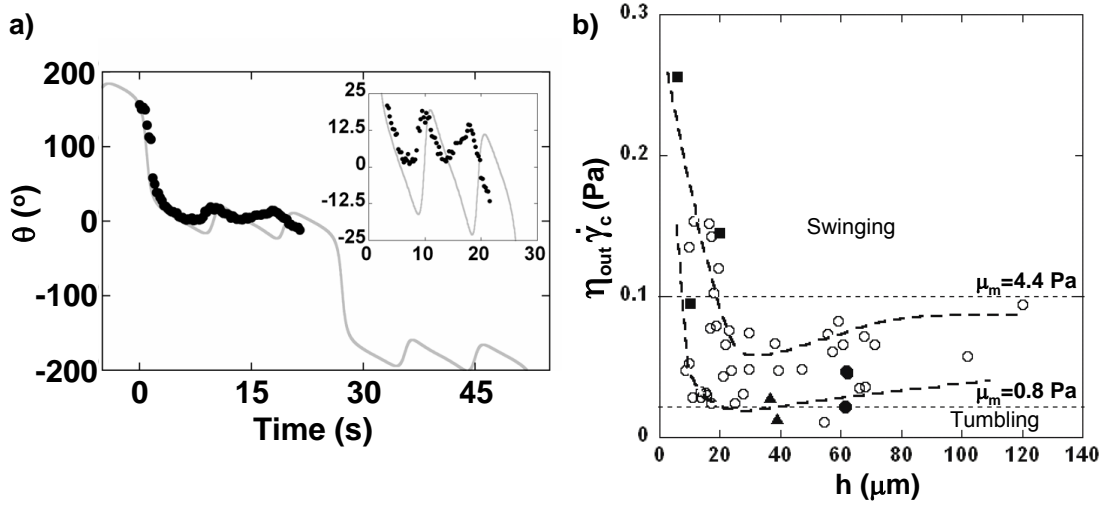 a)
200
100
0
-100
-200
θ (º)
0 15 30 45
Time (s)
25
12.5
0
-12.5
-25
0 10 20 30
b)
0.3
0.2
0.1
0
η_out γ̇_c (Pa)
Swinging
μ_m=4.4 Pa
μ_m=0.8 Pa
Tumbling
0 20 40 60 80 100 120 140
h (μm)